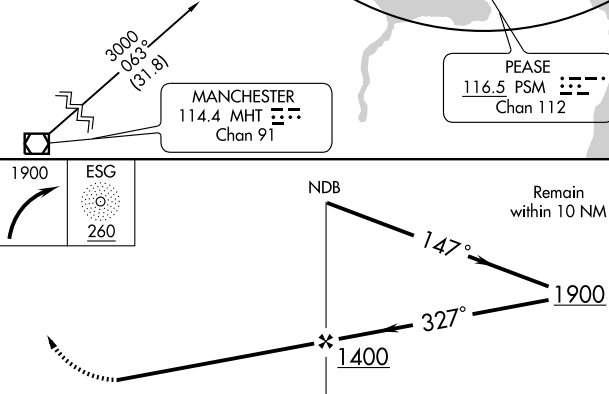 3000
063°
(31.8)
MANCHESTER
114.4 MHT
Chan 91
PEASE
116.5 PSM
Chan 112
1900
ESG
260
NDB
Remain
within 10 NM
147°
1900
327°
1400